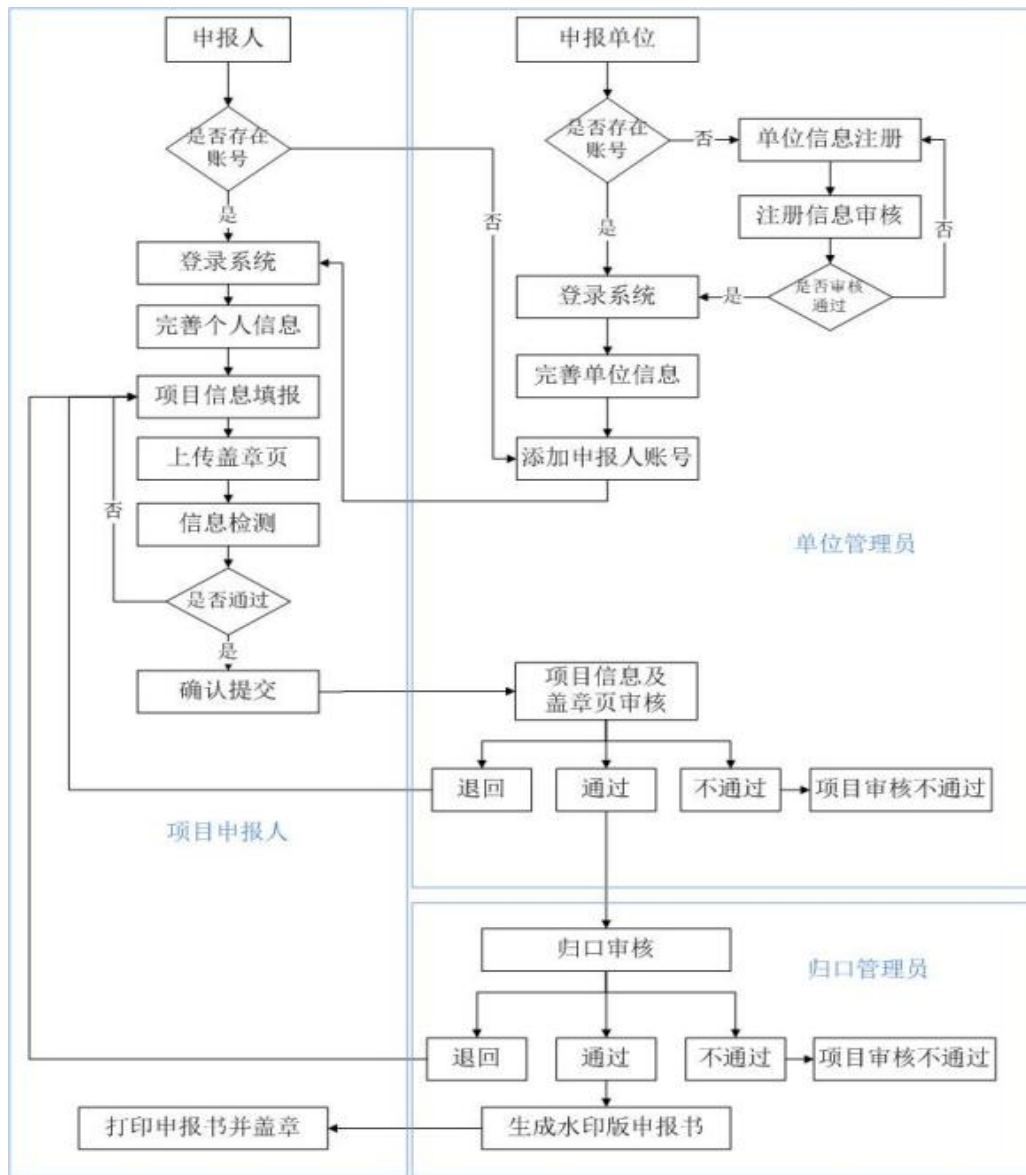 申报人
是否存在
账号
是
否
登录系统
完善个人信息
项目信息填报
上传盖章页
信息检测
否
是否通过
是
确认提交
项目申报人
打印申报书并盖章
申报单位
是否存在
账号
否
单位信息注册
注册信息审核
否
是
是否审核
通过
是
登录系统
完善单位信息
添加申报人账号
单位管理员
项目信息及
盖章页审核
退回
通过
不通过
项目审核不通过
归口审核
归口管理员
退回
通过
不通过
项目审核不通过
生成水印版申报书